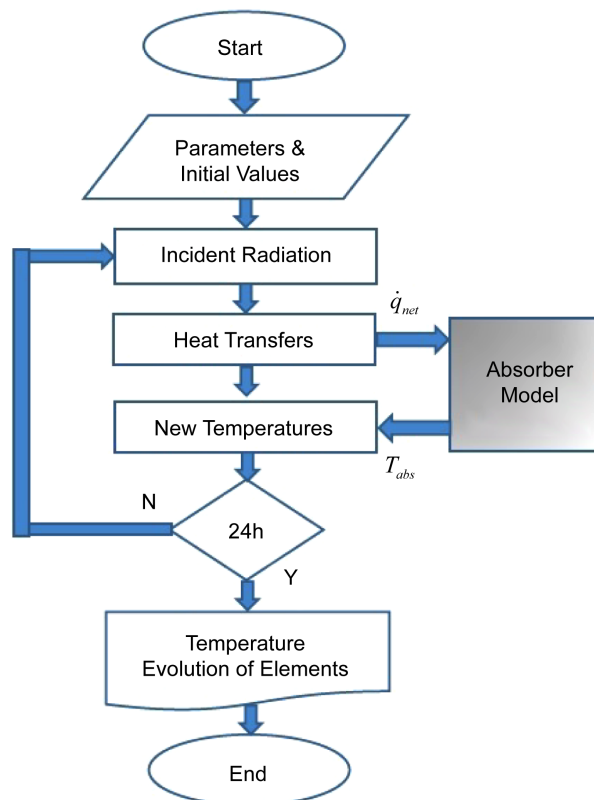 Start
Parameters &
Initial Values
Incident Radiation
q̇net
Heat Transfers
Absorber
Model
New Temperatures
Tabs
N
24h
Y
Temperature
Evolution of Elements
End